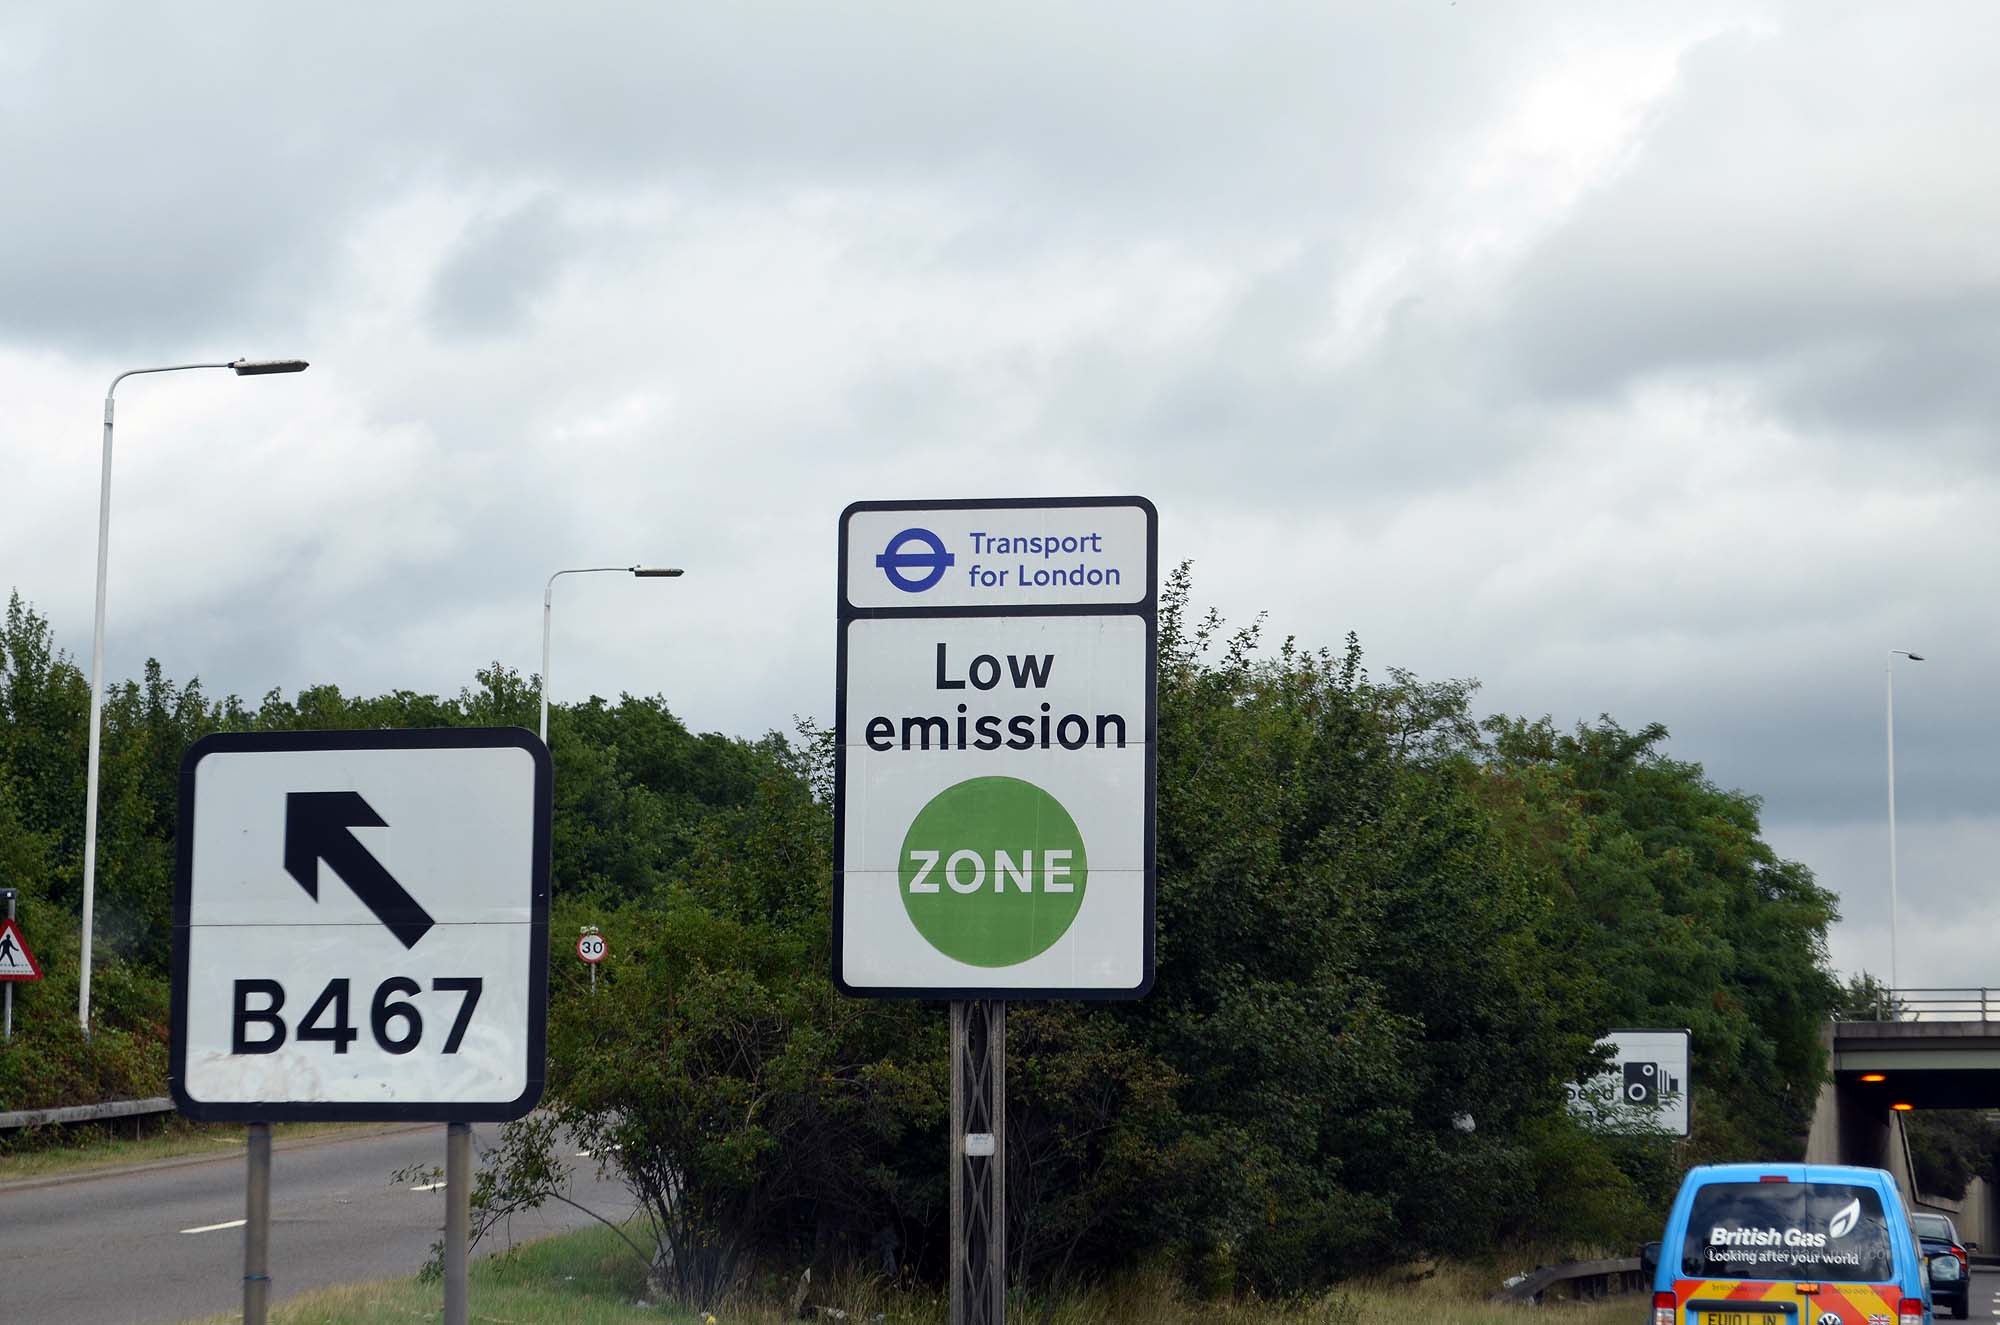 Transport
for London
Low
emission
ZONE
B467
30
British Gas
Looking after your world